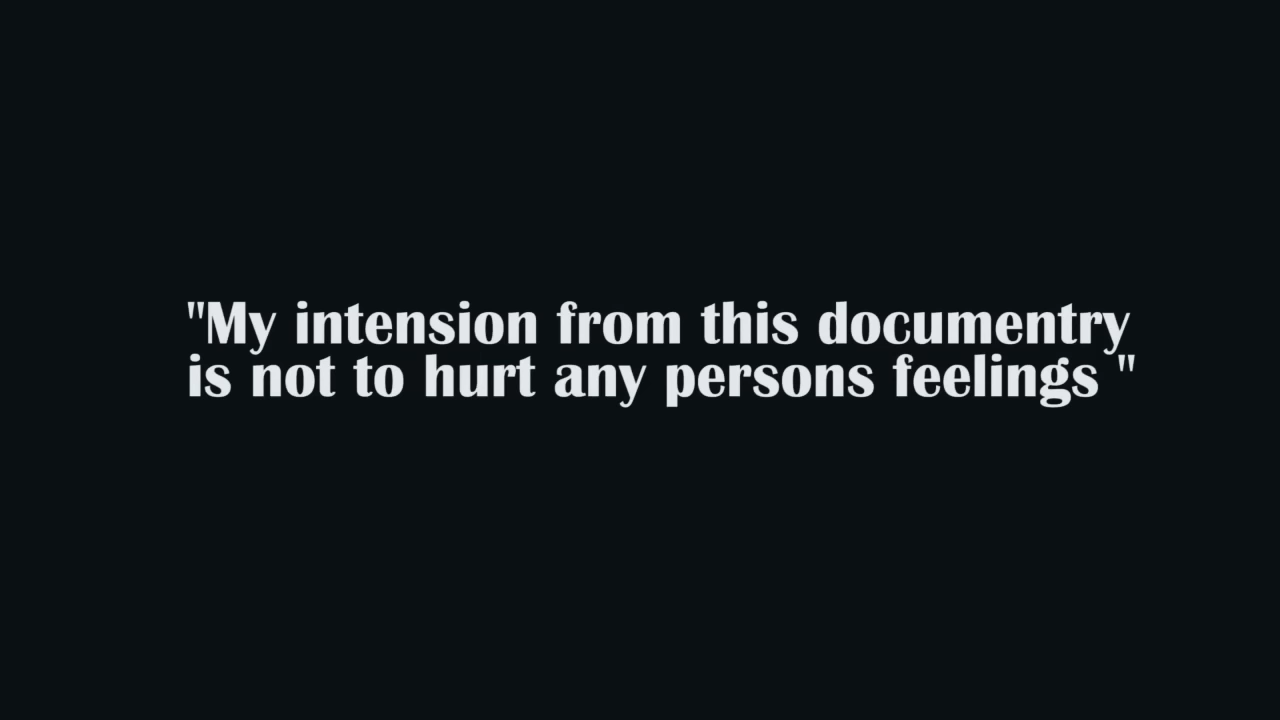 "My intension from this documentry
is not to hurt any persons feelings "